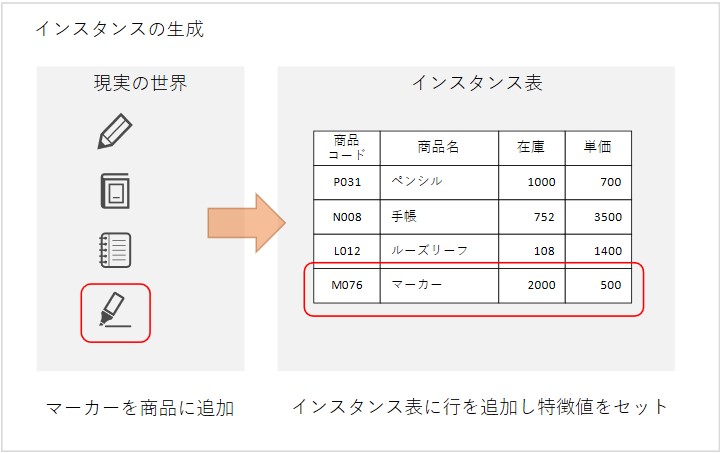 インスタンスの生成
現実の世界
インスタンス表
商品
コード
商品名 在庫 単価
P031 ペンシル 1000 700
N008 手帳 752 3500
L012 ルーズリーフ 108 1400
M076 マーカー 2000 500
マーカーを商品に追加
インスタンス表に行を追加し特徴値をセット